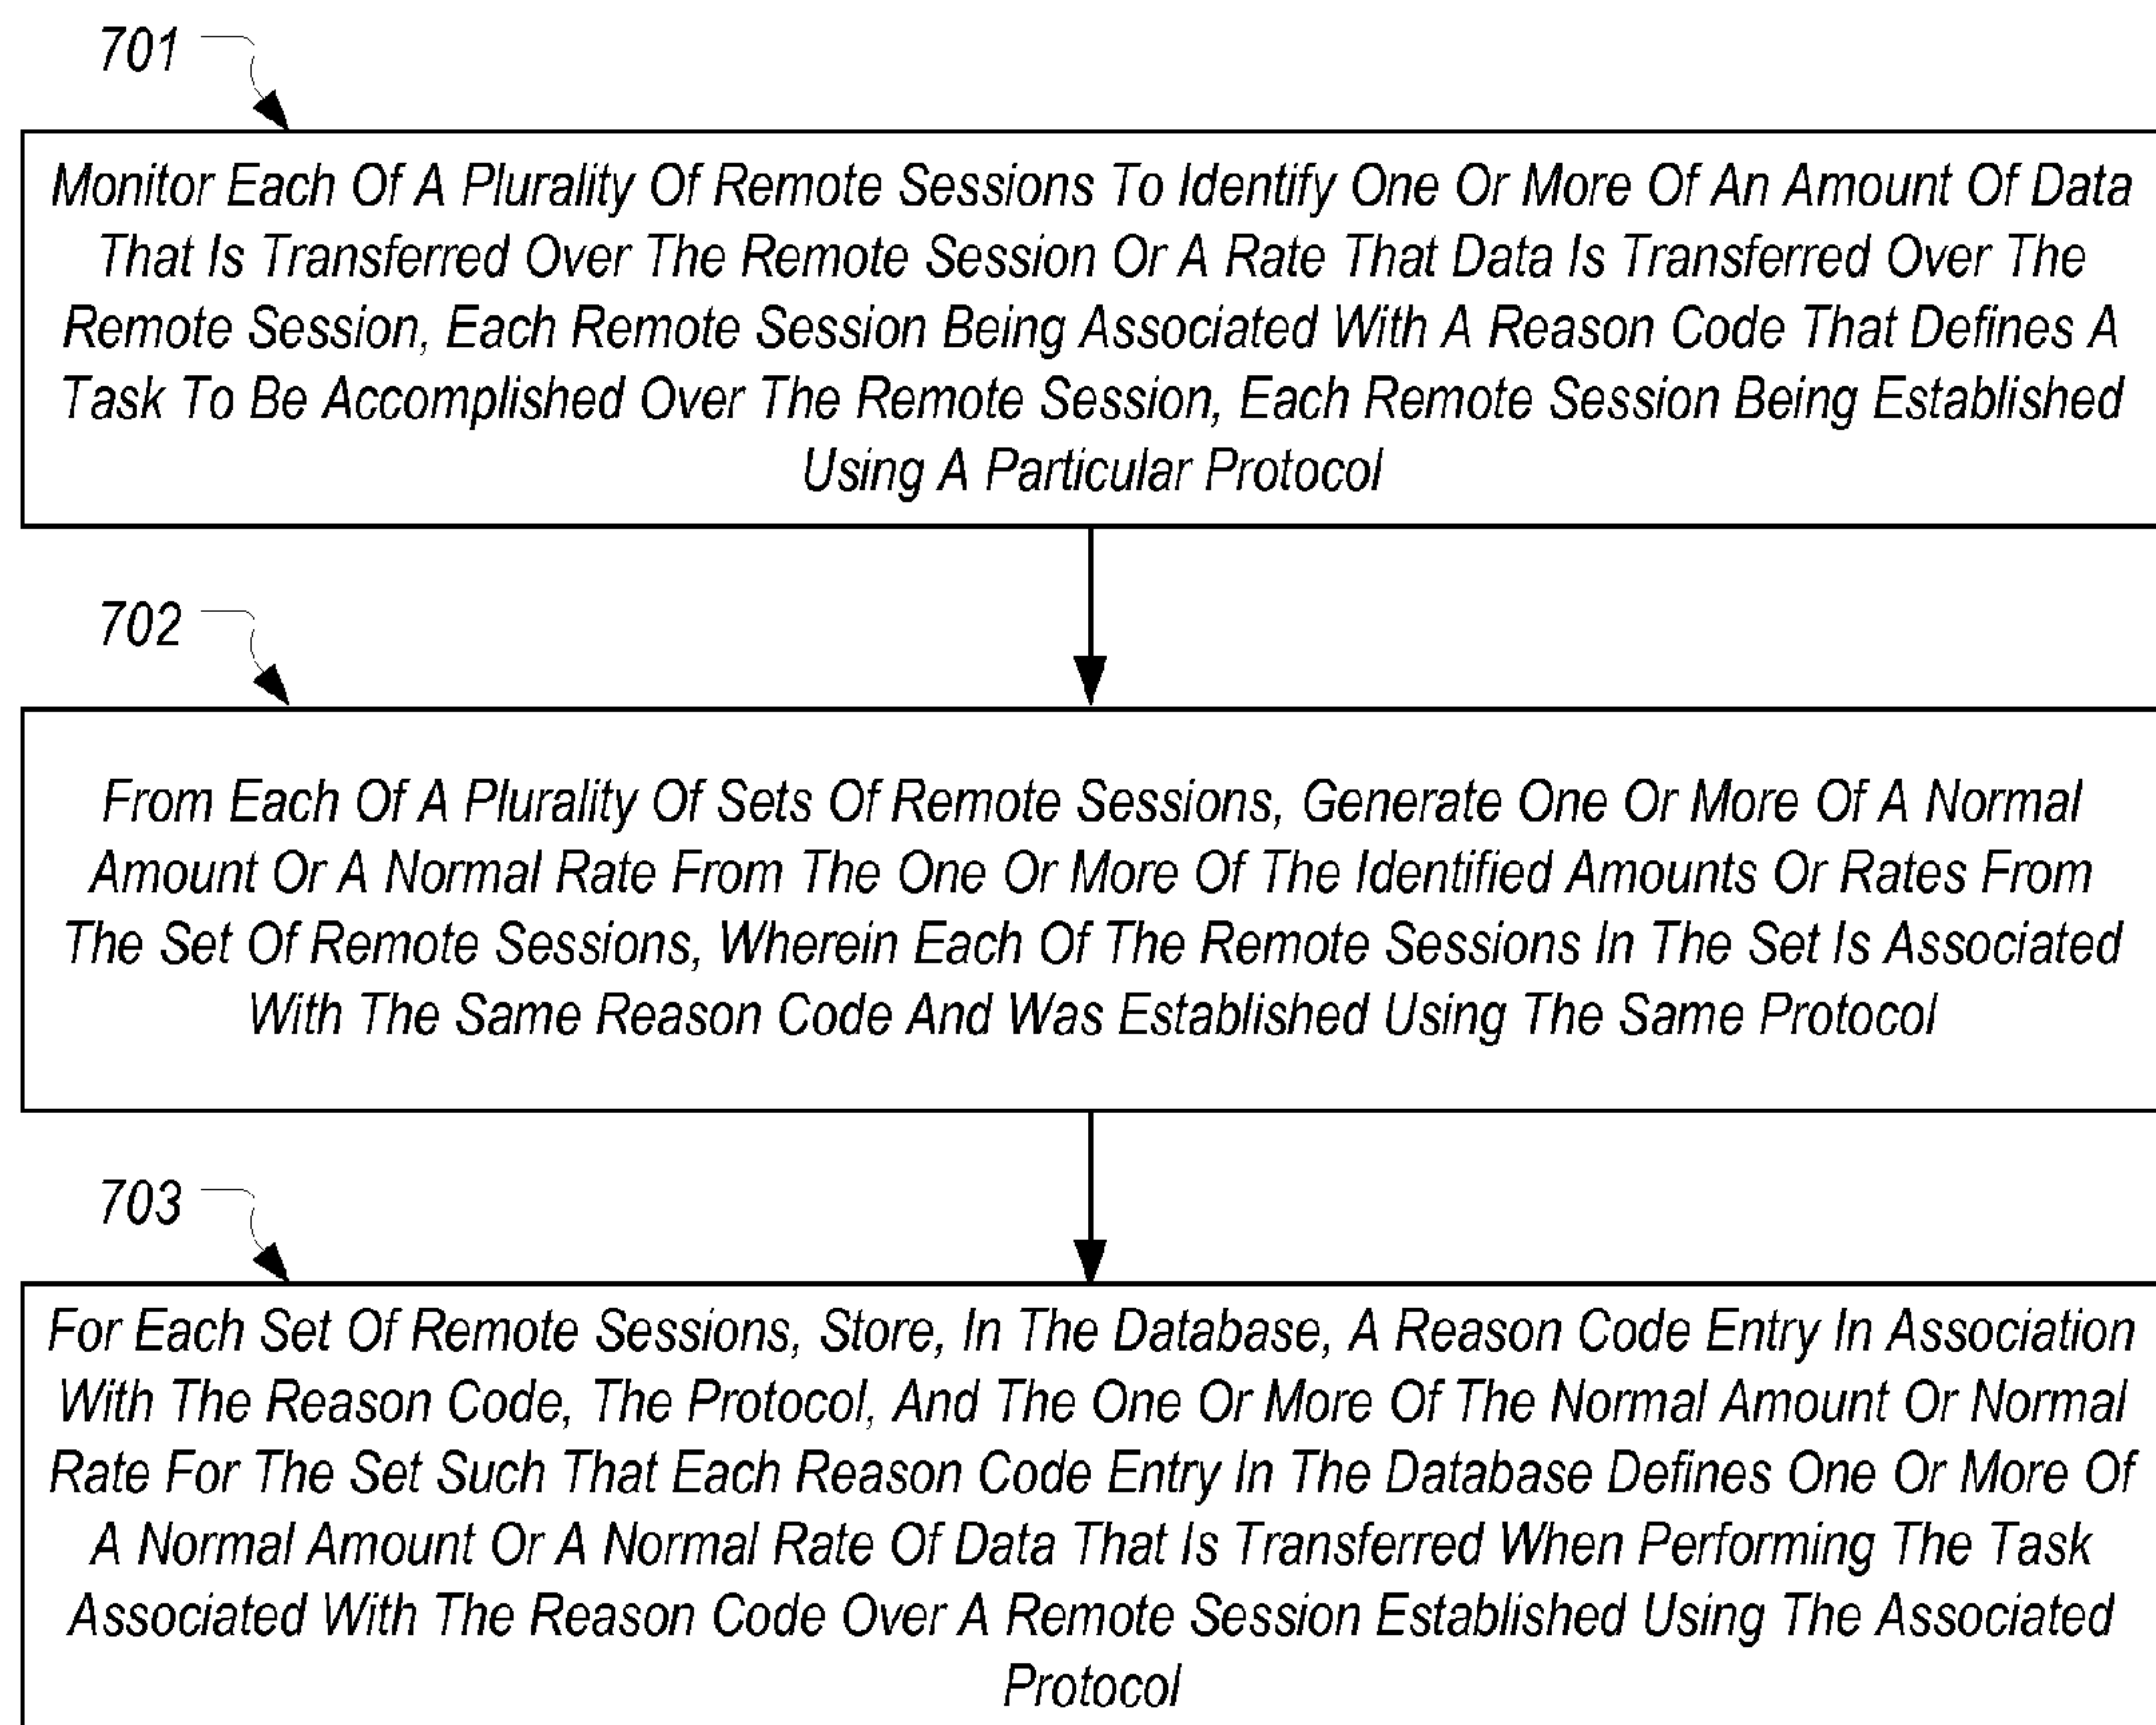 701
Monitor Each Of A Plurality Of Remote Sessions To Identify One Or More Of An Amount Of Data
That Is Transferred Over The Remote Session Or A Rate That Data Is Transferred Over The
Remote Session, Each Remote Session Being Associated With A Reason Code That Defines A
Task To Be Accomplished Over The Remote Session, Each Remote Session Being Established
Using A Particular Protocol
702
From Each Of A Plurality Of Sets Of Remote Sessions, Generate One Or More Of A Normal
Amount Or A Normal Rate From The One Or More Of The Identified Amounts Or Rates From
The Set Of Remote Sessions, Wherein Each Of The Remote Sessions In The Set Is Associated
With The Same Reason Code And Was Established Using The Same Protocol
703
For Each Set Of Remote Sessions, Store, In The Database, A Reason Code Entry In Association
With The Reason Code, The Protocol, And The One Or More Of The Normal Amount Or Normal
Rate For The Set Such That Each Reason Code Entry In The Database Defines One Or More Of
A Normal Amount Or A Normal Rate Of Data That Is Transferred When Performing The Task
Associated With The Reason Code Over A Remote Session Established Using The Associated
Protocol